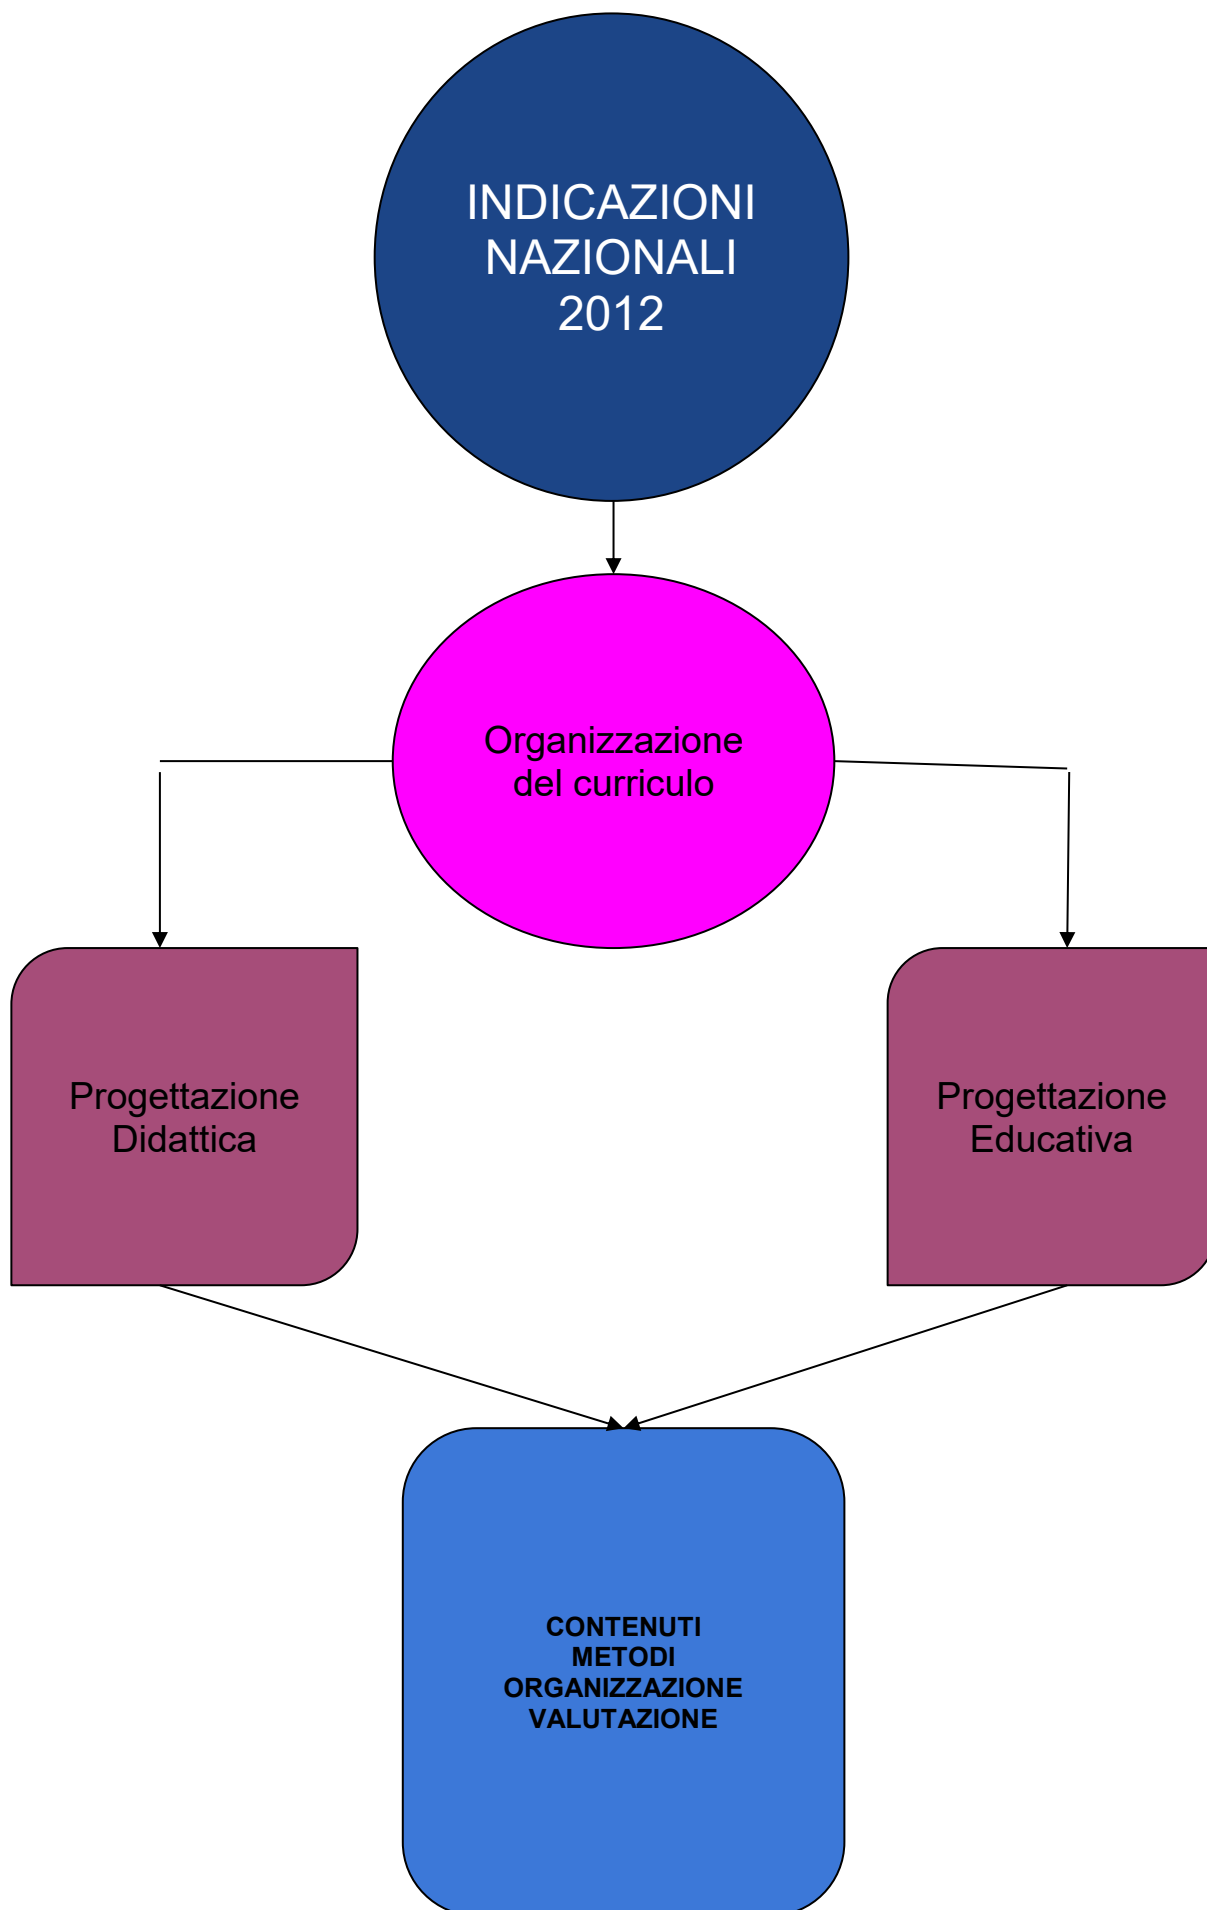 INDICAZIONI
NAZIONALI
2012
Organizzazione
del curriculo
Progettazione
Didattica
Progettazione
Educativa
CONTENUTI
METODI
ORGANIZZAZIONE
VALUTAZIONE